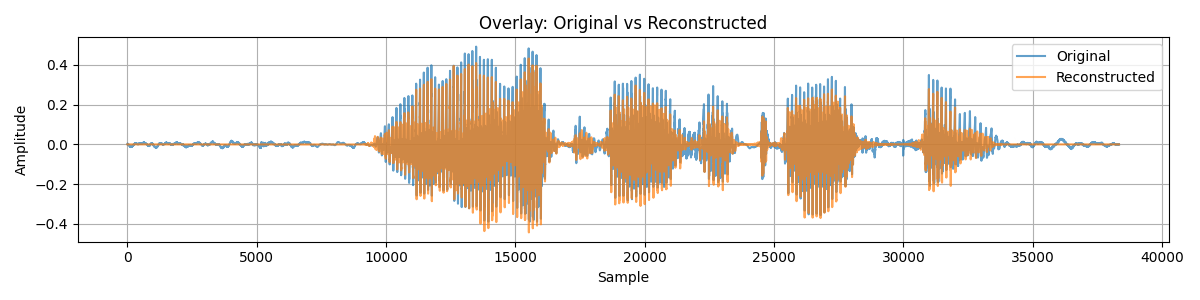 Overlay: Original vs Reconstructed
Original
Reconstructed
Amplitude
0.4
0.2
0.0
−0.2
−0.4
0 5000 10000 15000 20000 25000 30000 35000 40000
Sample